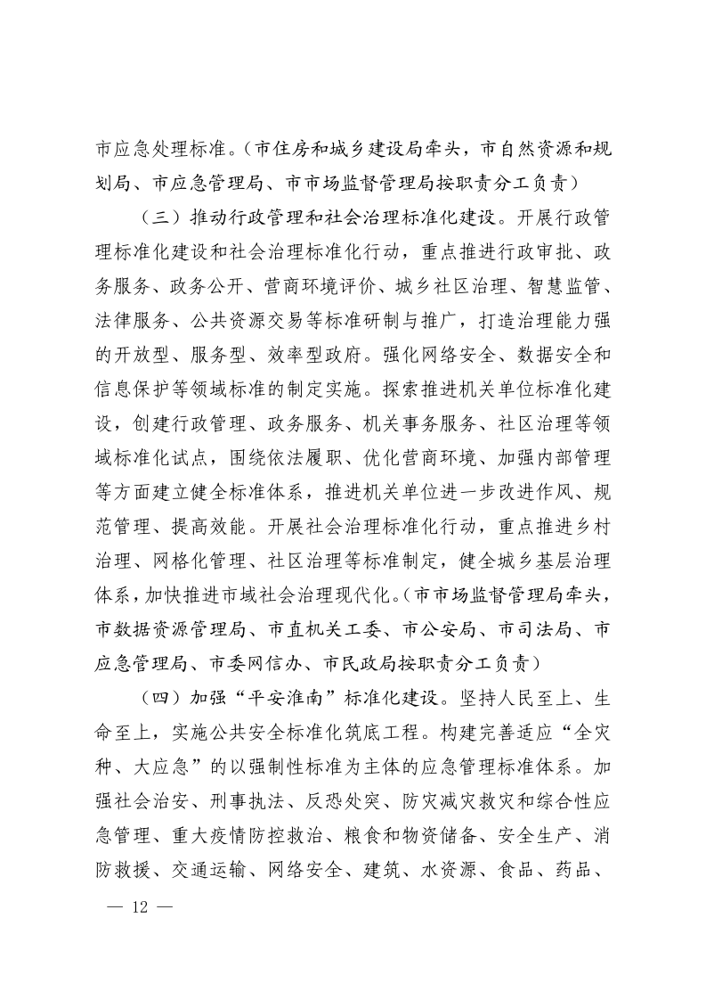 市应急处理标准。（市住房和城乡建设局牵头，市自然资源和规
划局、市应急管理局、市市场监督管理局按职责分工负责）
（三）推动行政管理和社会治理标准化建设。开展行政管
理标准化建设和社会治理标准化行动，重点推进行政审批、政
务服务、政务公开、营商环境评价、城乡社区治理、智慧监管、
法律服务、公共资源交易等标准研制与推广，打造治理能力强
的开放型、服务型、效率型政府。强化网络安全、数据安全和
信息保护等领域标准的制定实施。探索推进机关单位标准化建
设，创建行政管理、政务服务、机关事务服务、社区治理等领
域标准化试点，围绕依法履职、优化营商环境、加强内部管理
等方面建立健全标准体系，推进机关单位进一步改进作风、规
范管理、提高效能。开展社会治理标准化行动，重点推进乡村
治理、网格化管理、社区治理等标准制定，健全城乡基层治理
体系，加快推进市域社会治理现代化。（市市场监督管理局牵头，
市数据资源管理局、市直机关工委、市公安局、市司法局、市
应急管理局、市委网信办、市民政局按职责分工负责）
（四）加强“平安淮南”标准化建设。坚持人民至上、生
命至上，实施公共安全标准化筑底工程。构建完善适应“全灾
种、大应急”的以强制性标准为主体的应急管理标准体系。加
强社会治安、刑事执法、反恐处突、防灾减灾救灾和综合性应
急管理、重大疫情防控救治、粮食和物资储备、安全生产、消
防救援、交通运输、网络安全、建筑、水资源、食品、药品、
— 12 —